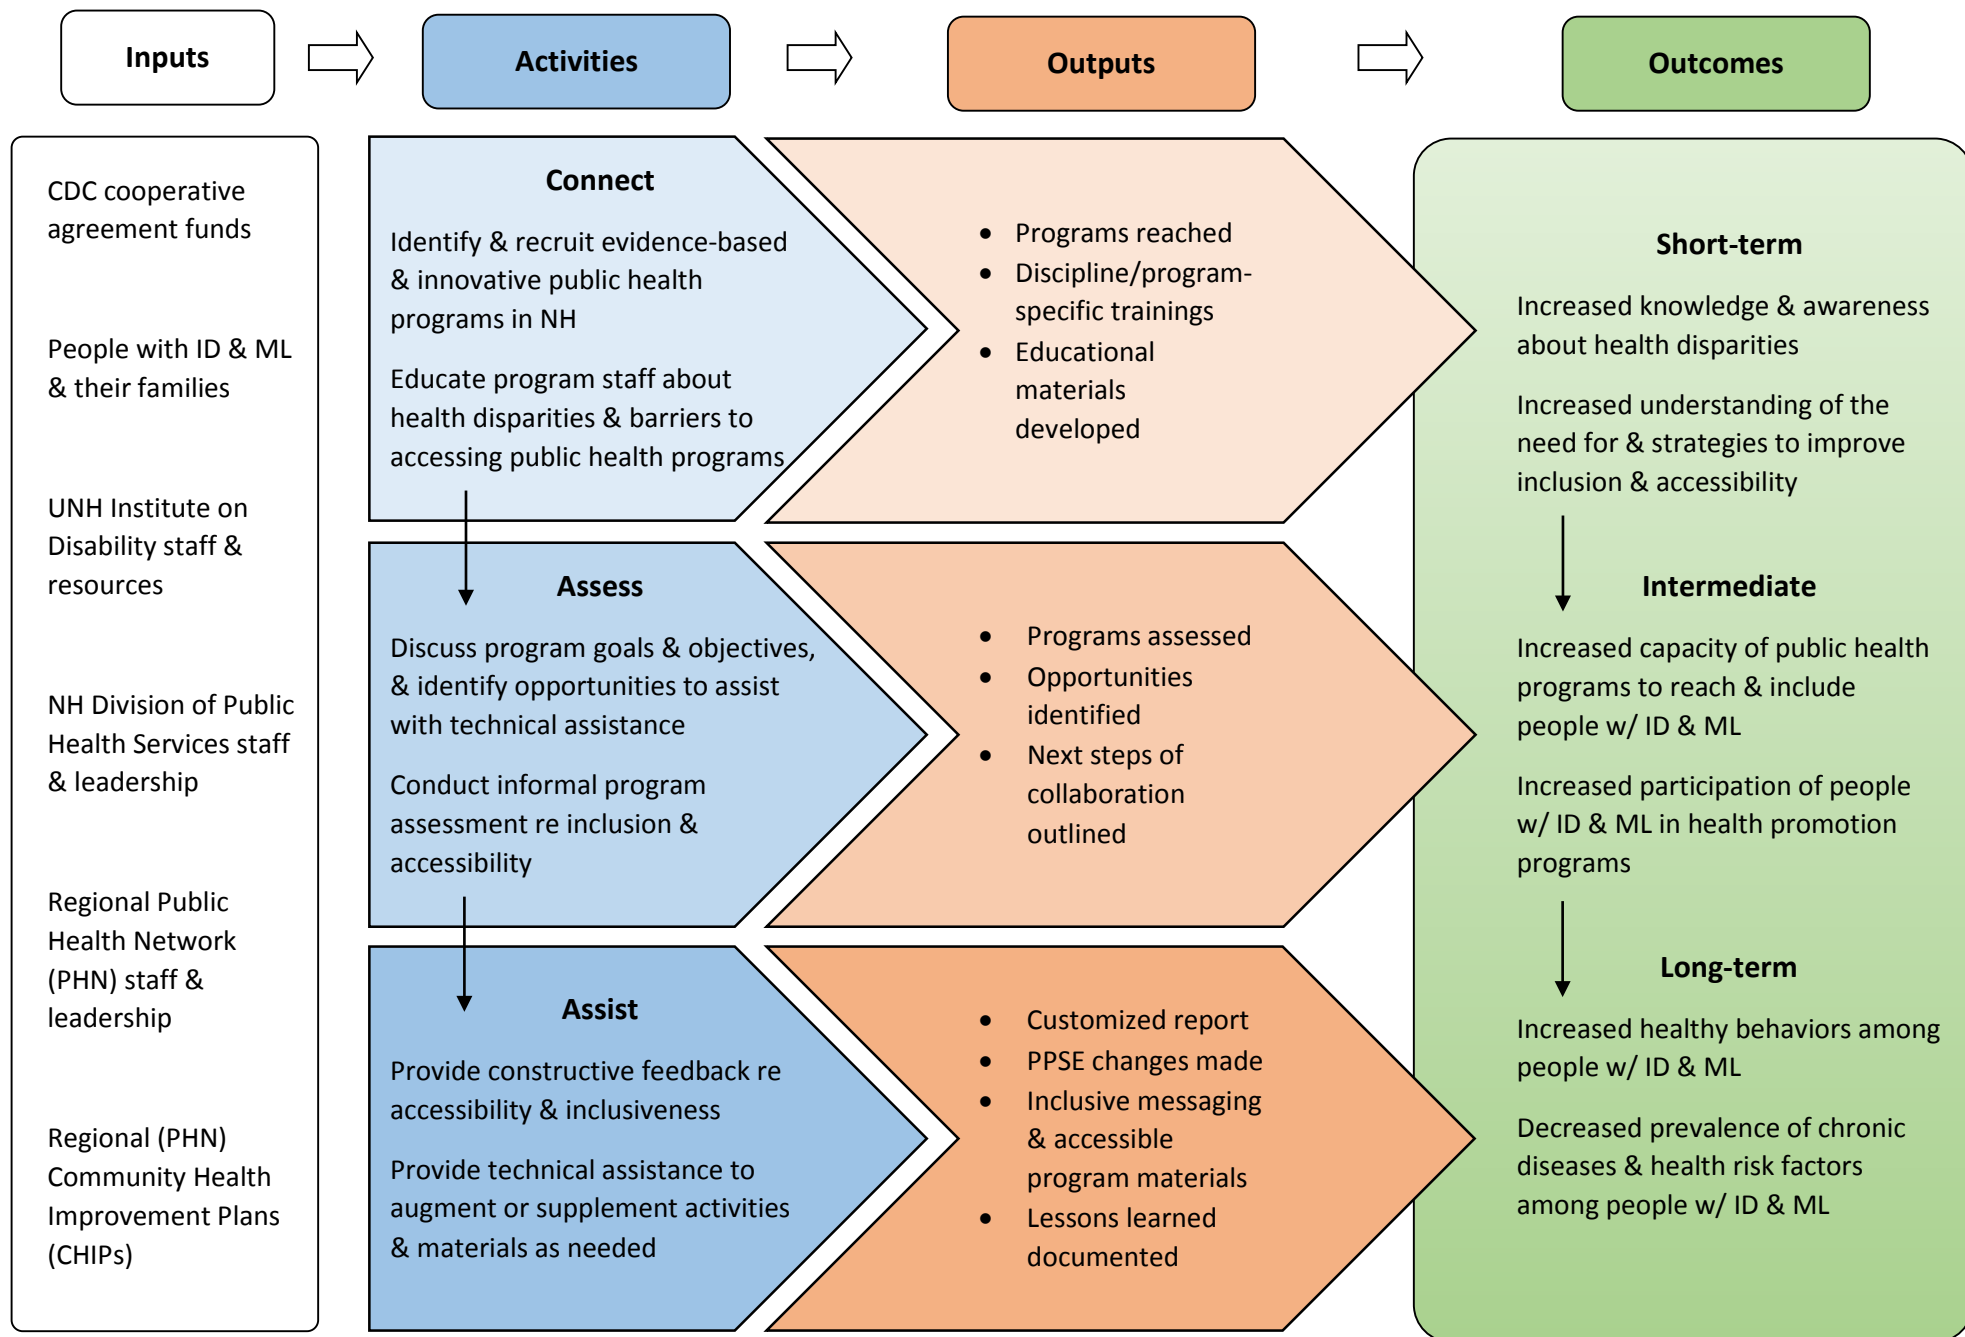 Inputs
Activities
Outputs
Outcomes
CDC cooperative
agreement funds
People with ID & ML
& their families
UNH Institute on
Disability staff &
resources
NH Division of Public
Health Services staff
& leadership
Regional Public
Health Network
(PHN) staff &
leadership
Regional (PHN)
Community Health
Improvement Plans
(CHIPs)
Connect
Identify & recruit evidence-based
& innovative public health
programs in NH
Educate program staff about
health disparities & barriers to
accessing public health programs
Assess
Discuss program goals & objectives,
& identify opportunities to assist
with technical assistance
Conduct informal program
assessment re inclusion &
accessibility
Assist
Provide constructive feedback re
accessibility & inclusiveness
Provide technical assistance to
augment or supplement activities
& materials as needed
• Programs reached
• Discipline/program-
specific trainings
• Educational
materials
developed
• Programs assessed
• Opportunities
identified
• Next steps of
collaboration
outlined
• Customized report
• PPSE changes made
• Inclusive messaging
& accessible
program materials
• Lessons learned
documented
Short-term
Increased knowledge & awareness
about health disparities
Increased understanding of the
need for & strategies to improve
inclusion & accessibility
Intermediate
Increased capacity of public health
programs to reach & include
people w/ ID & ML
Increased participation of people
w/ ID & ML in health promotion
programs
Long-term
Increased healthy behaviors among
people w/ ID & ML
Decreased prevalence of chronic
diseases & health risk factors
among people w/ ID & ML